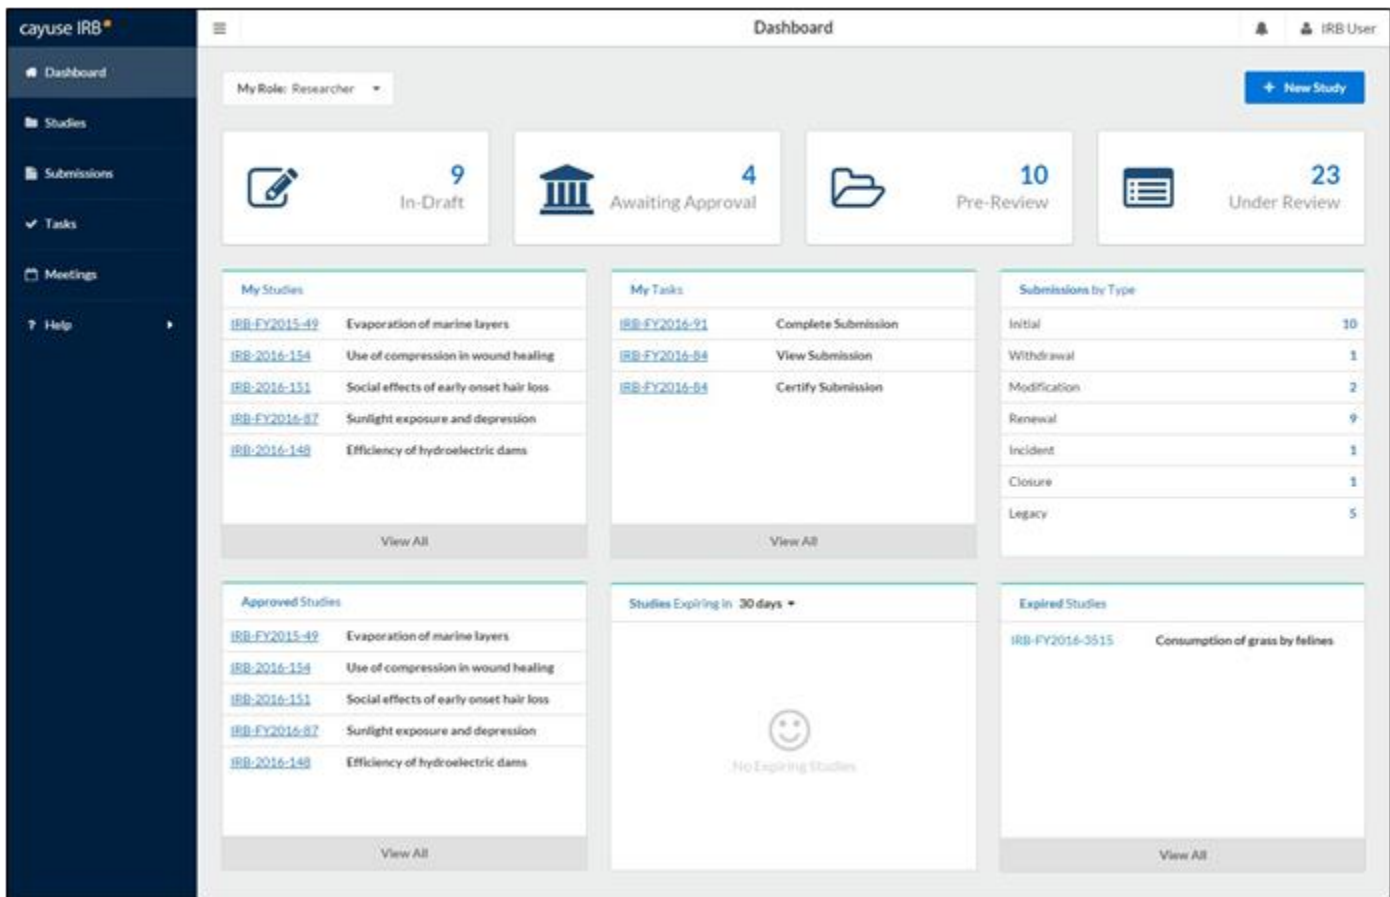 cayuse IRB
Dashboard
IRB User
Dashboard
Studies
Submissions
Tasks
Meetings
? Help
My Role: Researcher
+ New Study
9
In-Draft
4
Awaiting Approval
10
Pre-Review
23
Under Review
My Studies
IRB-FY2015-49 Evaporation of marine layers
IRB-2016-154 Use of compression in wound healing
IRB-2016-151 Social effects of early onset hair loss
IRB-FY2016-87 Sunlight exposure and depression
IRB-2016-148 Efficiency of hydroelectric dams
View All
My Tasks
IRB-FY2016-91 Complete Submission
IRB-FY2016-84 View Submission
IRB-FY2016-84 Certify Submission
View All
Submissions by Type
Initial 10
Withdrawal 1
Modification 2
Renewal 9
Incident 1
Closure 1
Legacy 5
Approved Studies
IRB-FY2015-49 Evaporation of marine layers
IRB-2016-154 Use of compression in wound healing
IRB-2016-151 Social effects of early onset hair loss
IRB-FY2016-87 Sunlight exposure and depression
IRB-2016-148 Efficiency of hydroelectric dams
View All
Studies Expiring in 30 days
No Expiring Studies
Expired Studies
IRB-FY2016-3515 Consumption of grass by felines
View All